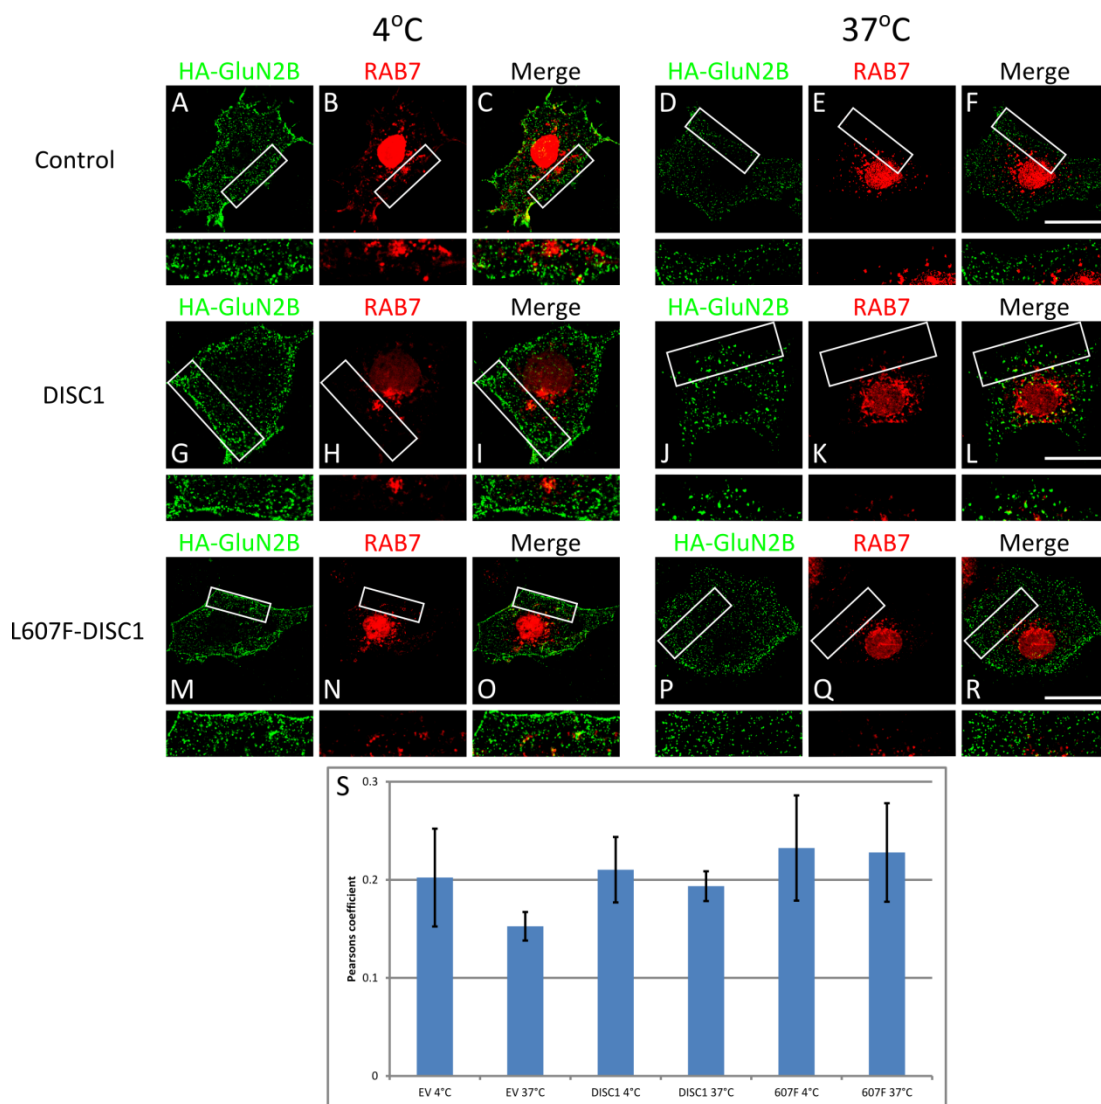 4°C 37°C
HA-GluN2B RAB7 Merge HA-GluN2B RAB7 Merge
A B C D E F
Control
HA-GluN2B RAB7 Merge HA-GluN2B RAB7 Merge
DISC1
G H I J K L
HA-GluN2B RAB7 Merge HA-GluN2B RAB7 Merge
L607F-DISC1
M N O P Q R
S
0.3
0.2
0.1
0
Pearsons coefficient
EV 4°C EV 37°C DISC1 4°C DISC1 37°C 607F 4°C 607F 37°C